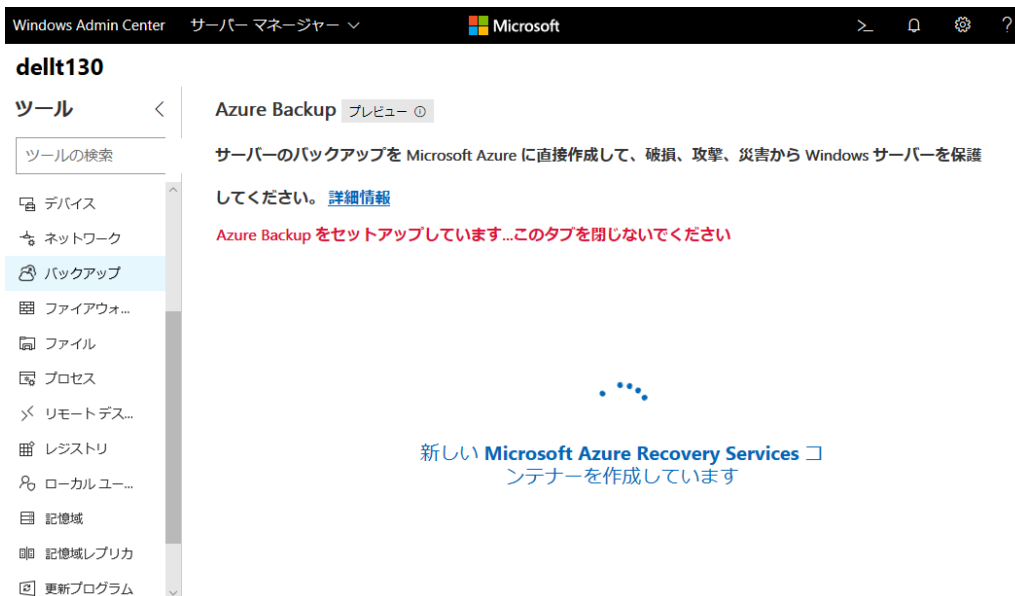 Windows Admin Center サーバー マネージャー Microsoft >_ ?
dellt130
ツール
ツールの検索
デバイス
ネットワーク
バックアップ
ファイアウォ...
ファイル
プロセス
リモート デス...
レジストリ
ローカル ユー...
記憶域
記憶域レプリカ
更新プログラム
Azure Backup プレビュー
サーバーのバックアップを Microsoft Azure に直接作成して、破損、攻撃、災害から Windows サーバーを保護
してください。 詳細情報
Azure Backup をセットアップしています...このタブを閉じないでください
新しい Microsoft Azure Recovery Services コ
ンテナーを作成しています